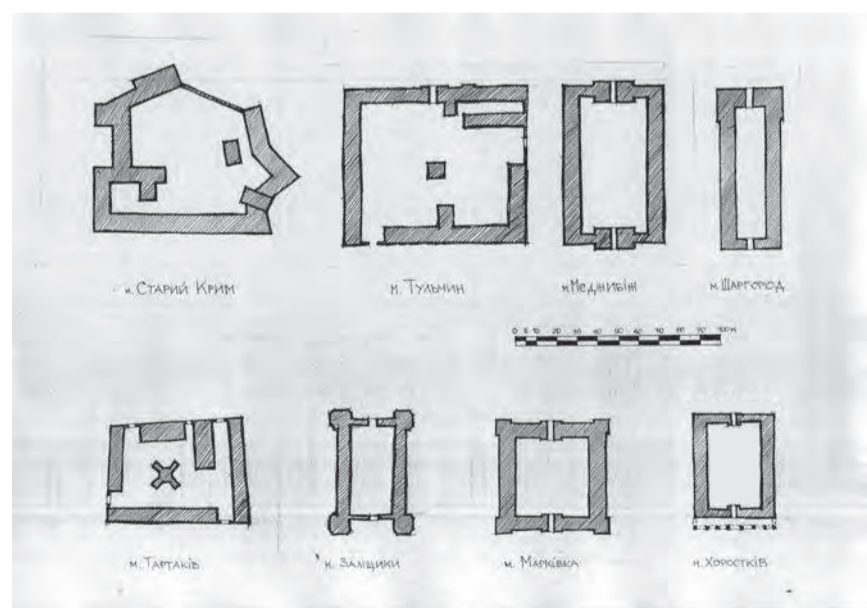 м. Старий Крим
м. Тульчин
м. Меджибіж
м. Шаргород
0 5 10 20 30 40 50 60 70 80 90 100 м
м. Тартаків
м. Заліщики
м. Марківка
м. Хоростків